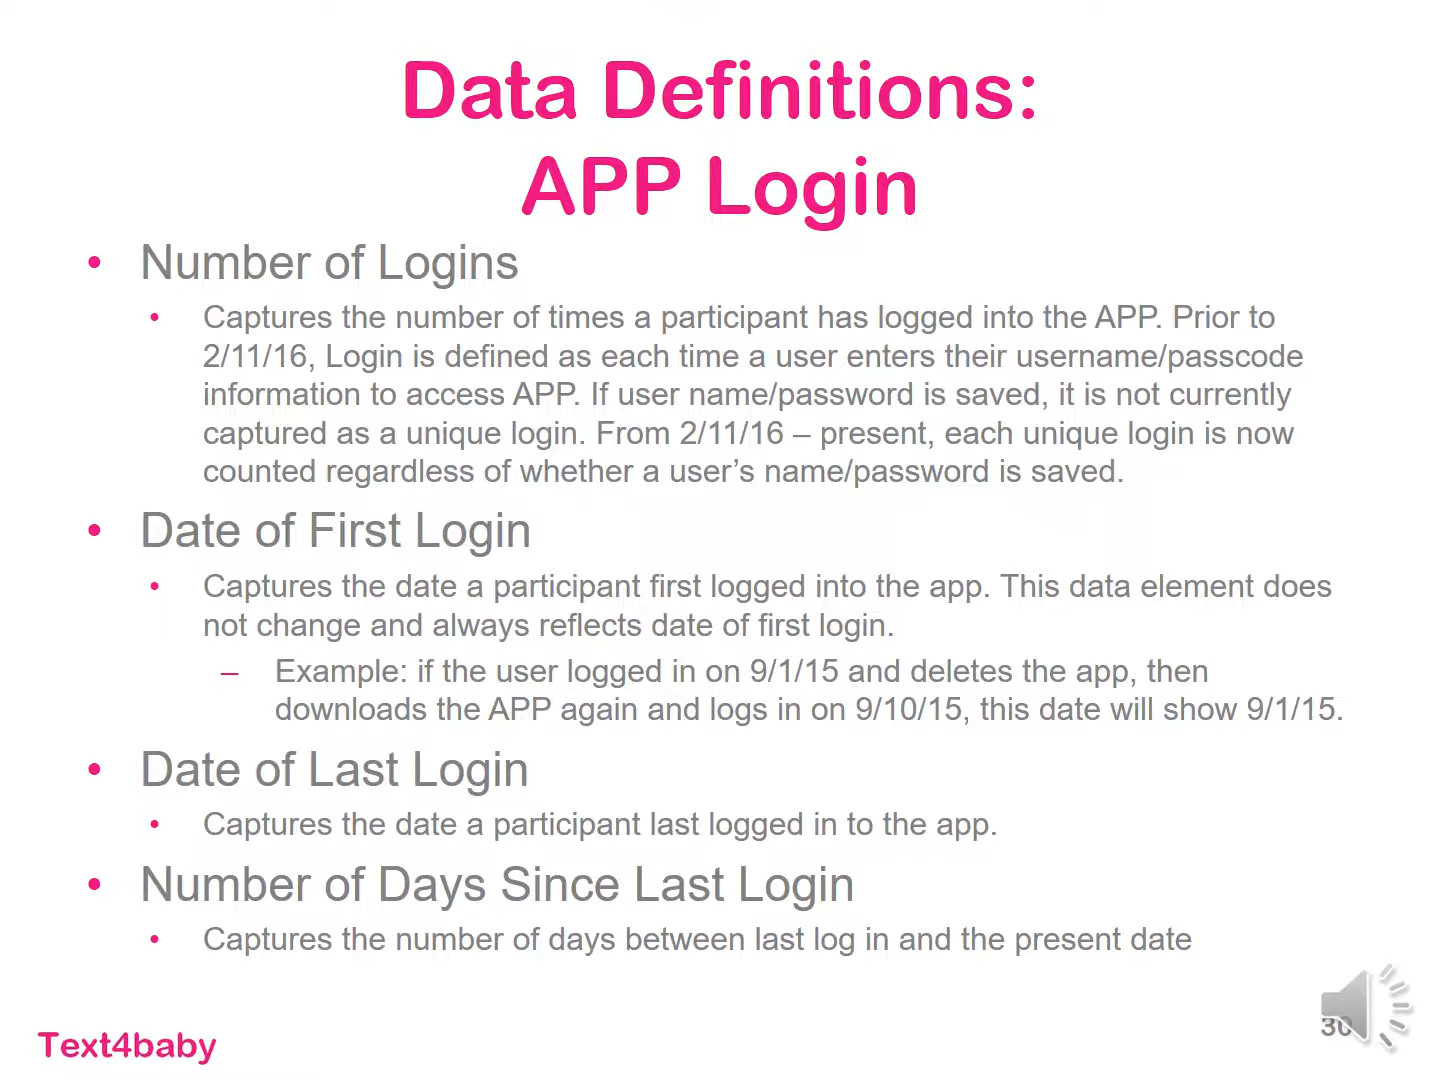 Data Definitions:
APP Login
• Number of Logins
• Captures the number of times a participant has logged into the APP. Prior to
2/11/16, Login is defined as each time a user enters their username/passcode
information to access APP. If user name/password is saved, it is not currently
captured as a unique login. From 2/11/16 – present, each unique login is now
counted regardless of whether a user’s name/password is saved.
• Date of First Login
• Captures the date a participant first logged into the app. This data element does
not change and always reflects date of first login.
– Example: if the user logged in on 9/1/15 and deletes the app, then
downloads the APP again and logs in on 9/10/15, this date will show 9/1/15.
• Date of Last Login
• Captures the date a participant last logged in to the app.
• Number of Days Since Last Login
• Captures the number of days between last log in and the present date
Text4baby
30